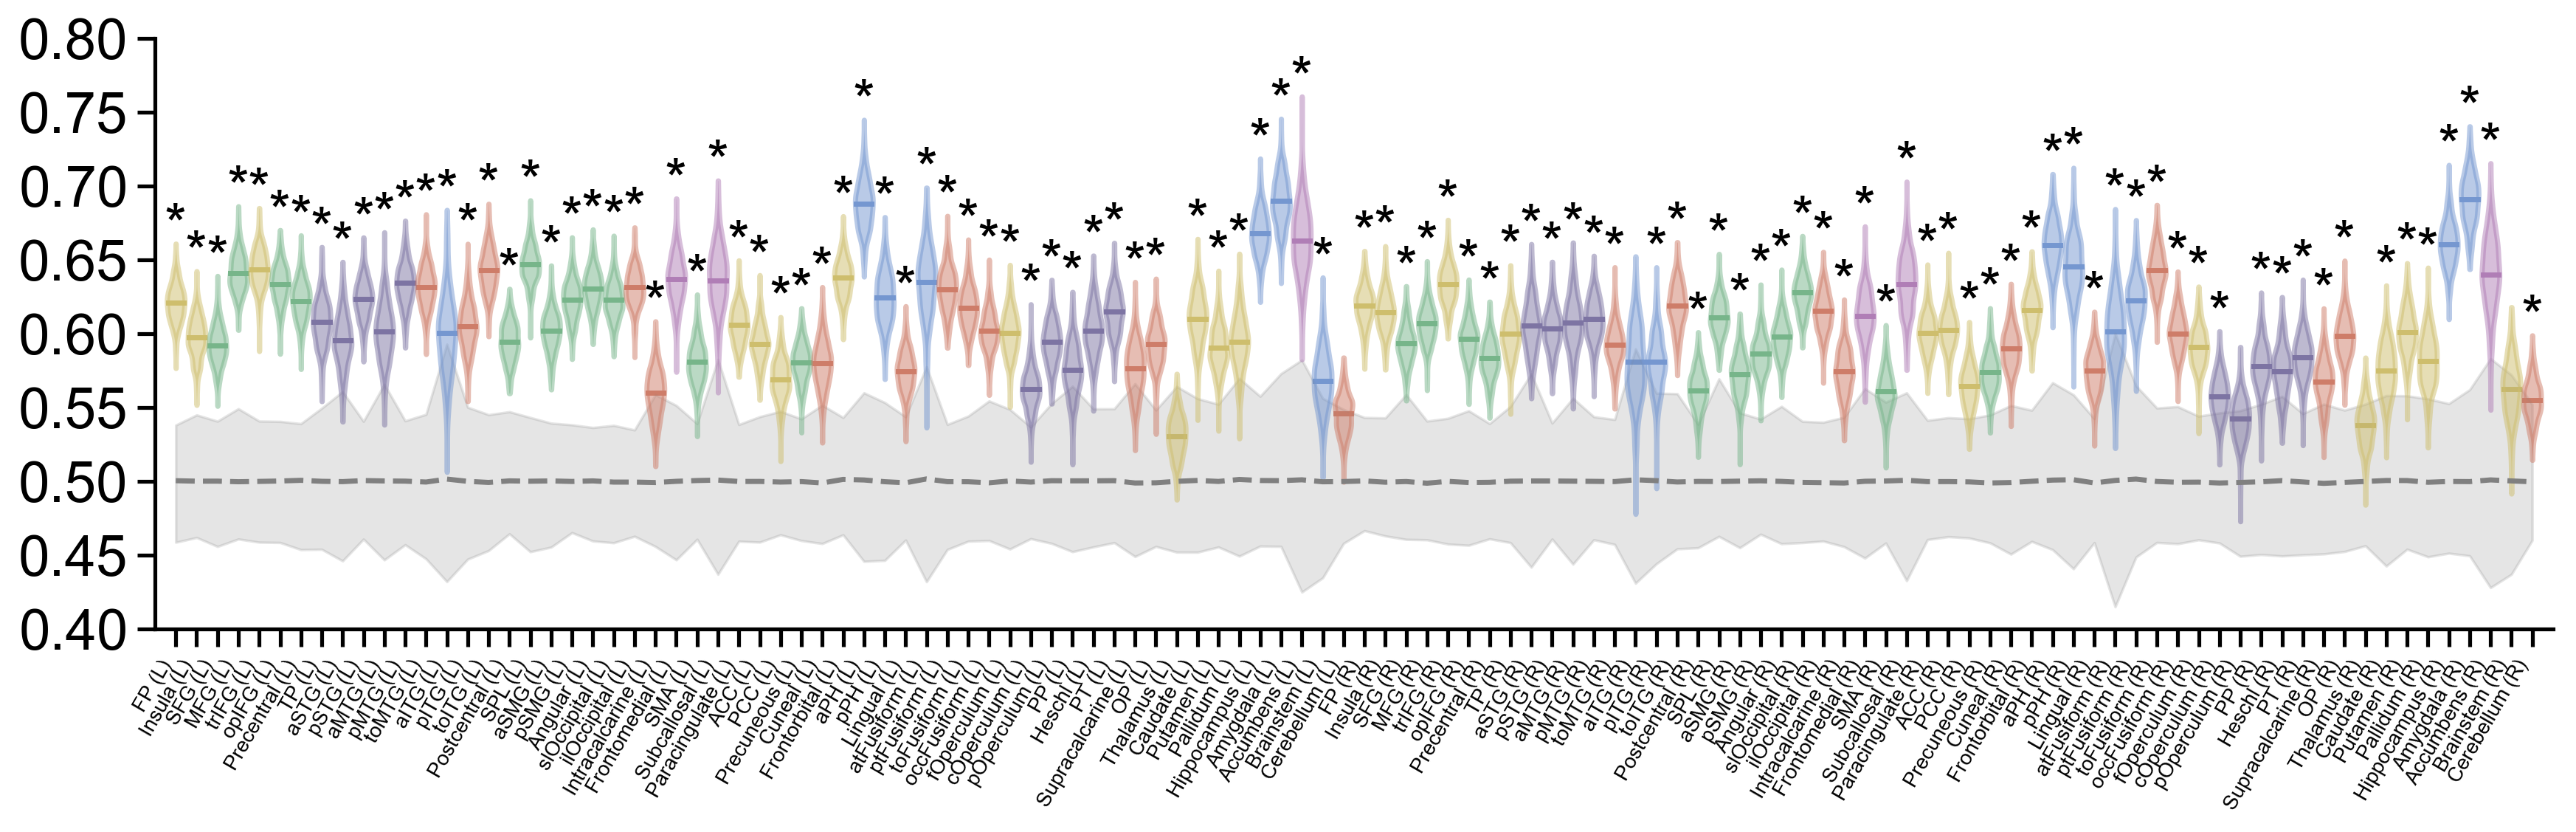 0.80
0.75
0.70
0.65
0.60
0.55
0.50
0.45
0.40
FP (L)
Insula (L)
SFG (L)
MFG (L)
trIFG (L)
opIFG (L)
Precentral (L)
TP (L)
aSTG (L)
pSTG (L)
aMTG (L)
pMTG (L)
toMTG (L)
aITG (L)
pITG (L)
toITG (L)
Postcentral (L)
SPL (L)
aSMG (L)
pSMG (L)
Angular (L)
slOccipital (L)
ilOccipital (L)
Intracalcarine (L)
Frontomedial (L)
SMA (L)
Subcallosal (L)
Paracingulate (L)
ACC (L)
PCC (L)
Precuneous (L)
Cuneal (L)
Frontorbital (L)
aPH (L)
pPH (L)
Lingual (L)
atFusiform (L)
ptFusiform (L)
toFusiform (L)
occFusiform (L)
fOperculum (L)
cOperculum (L)
pOperculum (L)
PP (L)
Heschl (L)
PT (L)
Supracalcarine (L)
OP (L)
Thalamus (L)
Caudate (L)
Putamen (L)
Pallidum (L)
Hippocampus (L)
Amygdala (L)
Accumbens (L)
Brainstem (L)
Cerebellum (L)
FP (R)
Insula (R)
SFG (R)
MFG (R)
trIFG (R)
opIFG (R)
Precentral (R)
TP (R)
aSTG (R)
pSTG (R)
aMTG (R)
pMTG (R)
toMTG (R)
aITG (R)
pITG (R)
toITG (R)
Postcentral (R)
SPL (R)
aSMG (R)
pSMG (R)
Angular (R)
slOccipital (R)
ilOccipital (R)
Intracalcarine (R)
Frontomedial (R)
SMA (R)
Subcallosal (R)
Paracingulate (R)
ACC (R)
PCC (R)
Precuneous (R)
Cuneal (R)
Frontorbital (R)
aPH (R)
pPH (R)
Lingual (R)
atFusiform (R)
ptFusiform (R)
toFusiform (R)
occFusiform (R)
fOperculum (R)
cOperculum (R)
pOperculum (R)
PP (R)
Heschl (R)
PT (R)
Supracalcarine (R)
OP (R)
Thalamus (R)
Caudate (R)
Putamen (R)
Pallidum (R)
Hippocampus (R)
Amygdala (R)
Accumbens (R)
Brainstem (R)
Cerebellum (R)